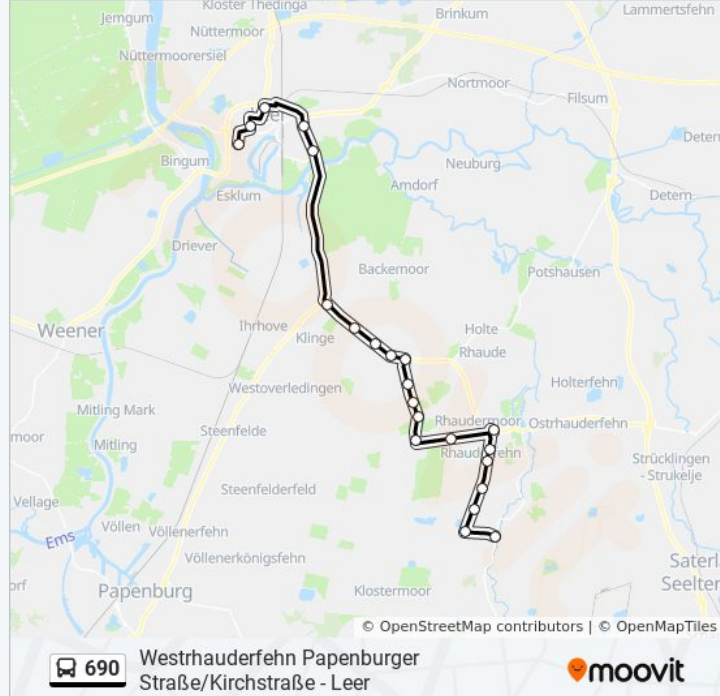 Jemgum
Kloster Thedinga
Brinkum
Lammertsfehn
Nüttermoor
Nüttermoorersiel
Nortmoor
Filsum
Bingum
Neuburg
Esklum
Amdorf
Detern
Driever
Backemoor
Potshausen
Ihrhove
Weener
Klinge
Holte
Rhaude
Westoverledingen
Holterfehn
Mitling Mark
Steenfelde
Rhaudermoor
Ostrhauderfehn
moor
Mitling
Strücklingen
- Strukelje
Steenfelderfeld
Vellage
Völlen
Völlenerfehn
Ems
Völlenerkönigsfehn
Saterl
Seelter
orf
Papenburg
Klostermoor
© OpenStreetMap contributors | © OpenMapTiles
690
Westrhauderfehn Papenburger
Straße/Kirchstraße - Leer
moovit